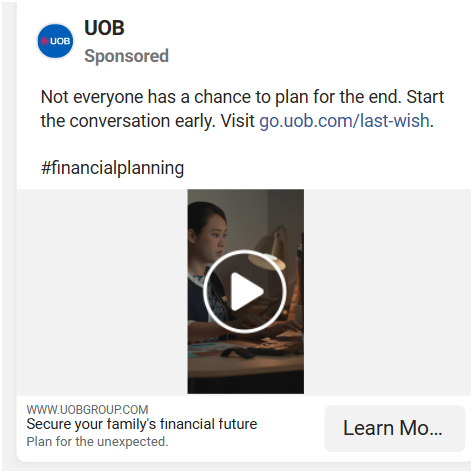 UOB
UOB
Sponsored
Not everyone has a chance to plan for the end. Start
the conversation early. Visit go.uob.com/last-wish.
#financialplanning
WWW.UOBGROUP.COM
Secure your family's financial future
Plan for the unexpected.
Learn Mo...